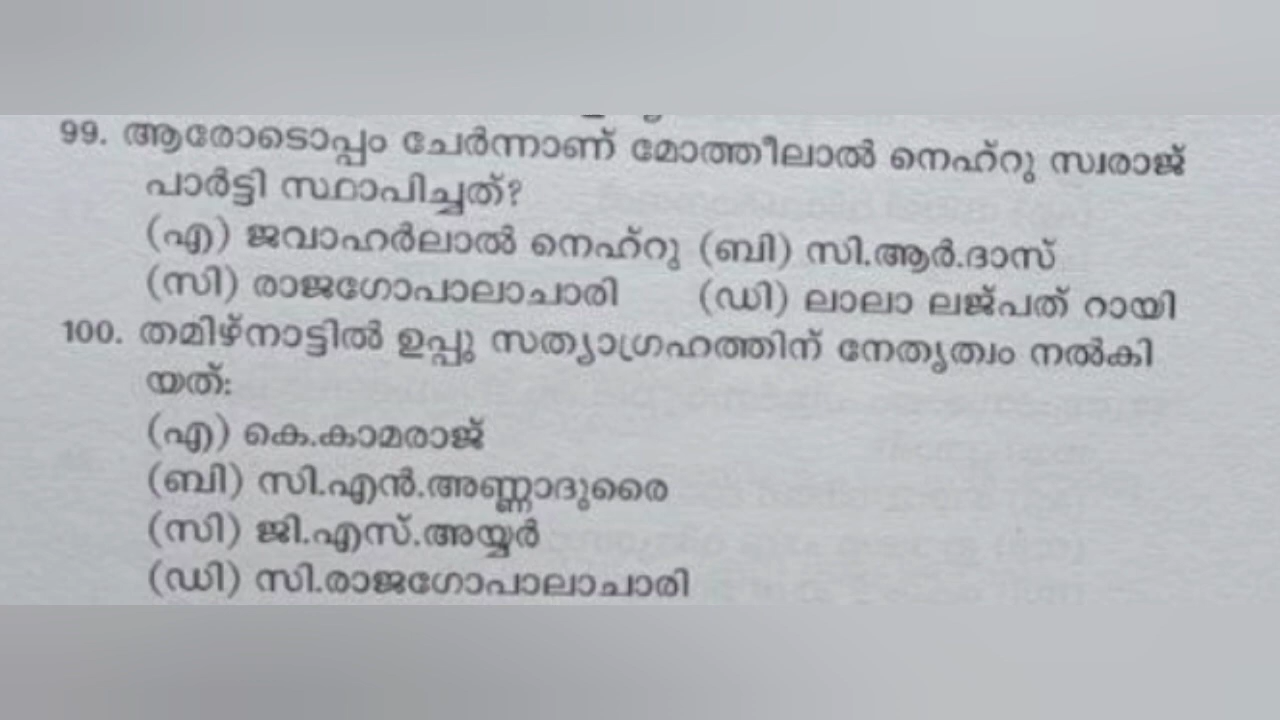 99. ആരോടൊപ്പം ചേർന്നാണ് മോത്തീലാൽ നെഹ്റു സ്വരാജ്
പാർട്ടി സ്ഥാപിച്ചത്?
(എ) ജവാഹർലാൽ നെഹ്റു (ബി) സി.ആർ.ദാസ്
(സി) രാജഗോപാലാചാരി (ഡി) ലാലാ ലജ്പത് റായി
100. തമിഴ്നാട്ടിൽ ഉപ്പു സത്യാഗ്രഹത്തിന് നേതൃത്വം നൽകി
യത്:
(എ) കെ.കാമരാജ്
(ബി) സി.എൻ.അണ്ണാദുരൈ
(സി) ജി.എസ്.അയ്യർ
(ഡി) സി.രാജഗോപാലാചാരി